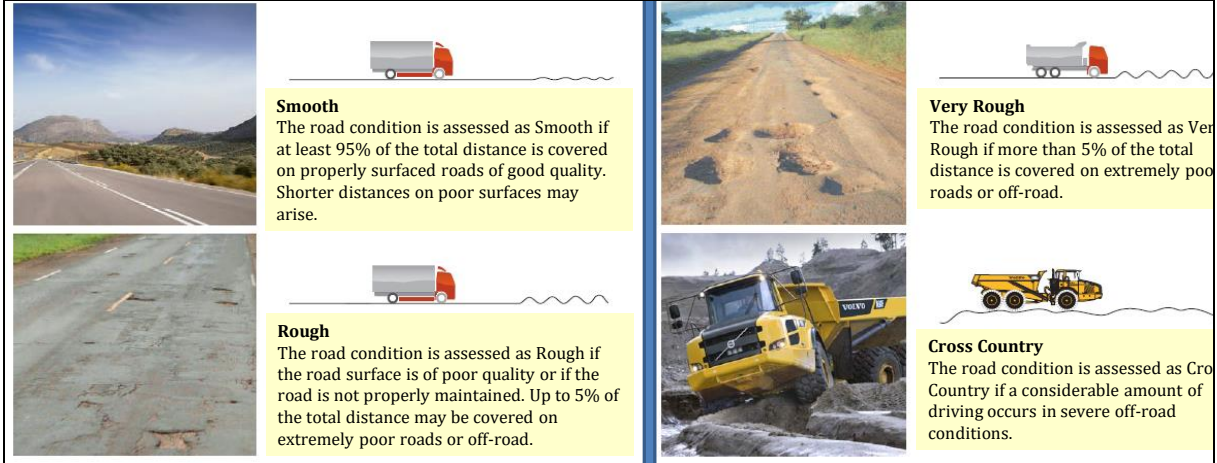 Smooth
The road condition is assessed as Smooth if
at least 95% of the total distance is covered
on properly surfaced roads of good quality.
Shorter distances on poor surfaces may
arise.
Rough
The road condition is assessed as Rough if
the road surface is of poor quality or if the
road is not properly maintained. Up to 5% of
the total distance may be covered on
extremely poor roads or off-road.
Very Rough
The road condition is assessed as Ver
Rough if more than 5% of the total
distance is covered on extremely poo
roads or off-road.
VOLVO
Cross Country
The road condition is assessed as Cro
Country if a considerable amount of
driving occurs in severe off-road
conditions.